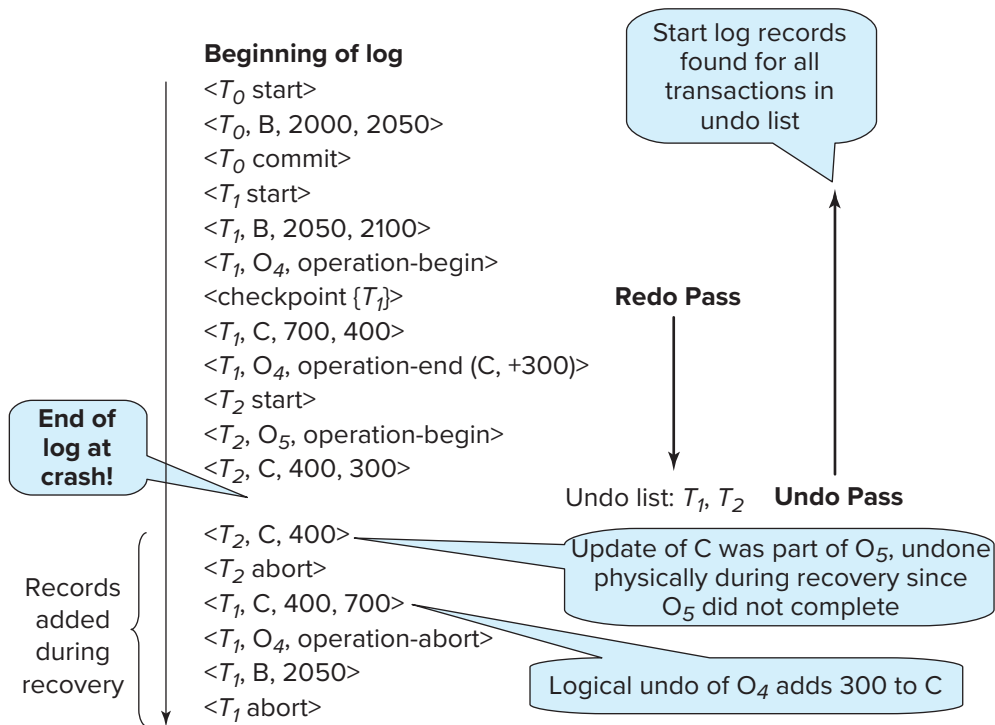 Beginning of log
<T0 start>
<T0, B, 2000, 2050>
<T0 commit>
<T1 start>
<T1, B, 2050, 2100>
<T1, O4, operation-begin>
<checkpoint {T1}>
<T1, C, 700, 400>
<T1, O4, operation-end (C, +300)>
<T2 start>
<T2, O5, operation-begin>
<T2, C, 400, 300>
End of
log at
crash!
Start log records
found for all
transactions in
undo list
Redo Pass
Undo list: T1, T2
Undo Pass
Records
added
during
recovery
<T2, C, 400>
<T2 abort>
<T1, C, 400, 700>
<T1, O4, operation-abort>
<T1, B, 2050>
<T1 abort>
Update of C was part of O5, undone
physically during recovery since
O5 did not complete
Logical undo of O4 adds 300 to C